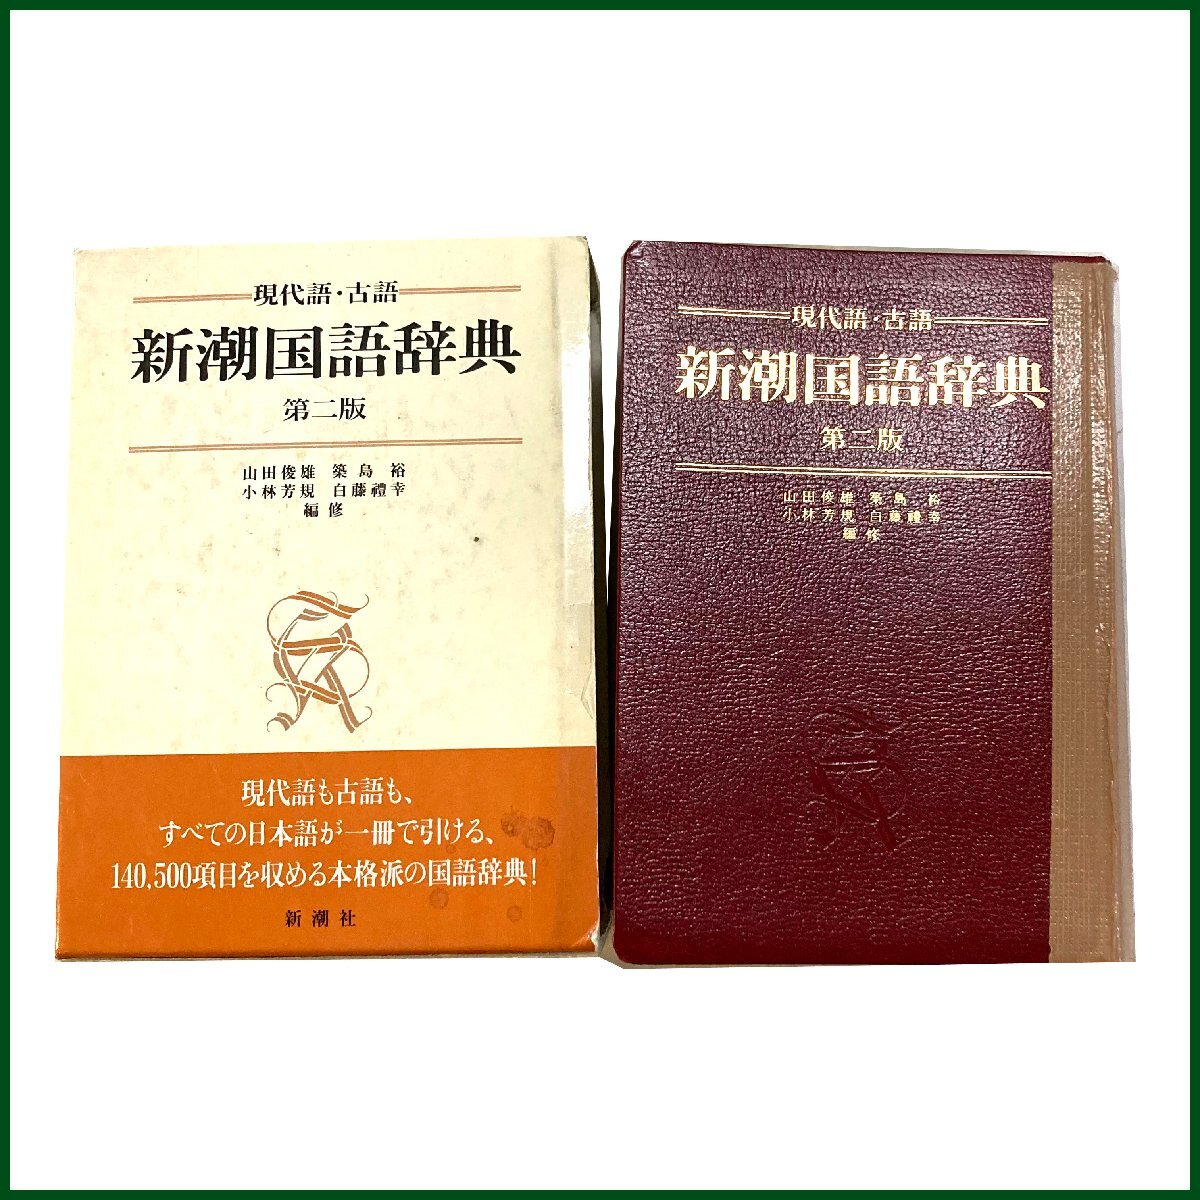 現代語・古語
新潮国語辞典
第二版
山田俊雄 築島 裕
小林芳規 白藤禮幸
編修
現代語も古語も、
すべての日本語が一冊で引ける、
140,500項目を収める本格派の国語辞典!
新潮社
現代語・古語
新潮国語辞典
第二版
山田俊雄 築島 裕
小林芳規 白藤禮幸
編修